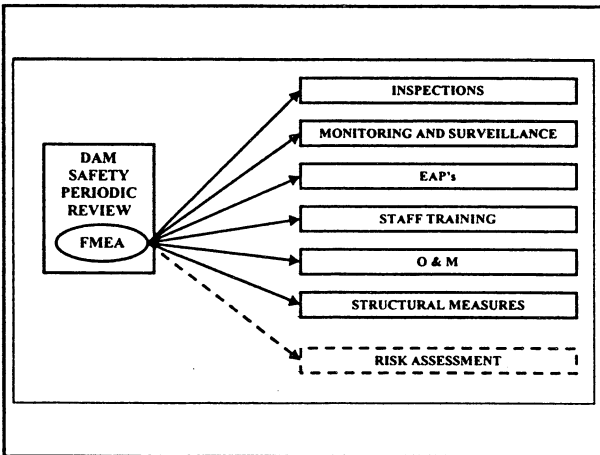 DAM
SAFETY
PERIODIC
REVIEW
FMEA
INSPECTIONS
MONITORING AND SURVEILLANCE
EAP's
STAFF TRAINING
O & M
STRUCTURAL MEASURES
RISK ASSESSMENT